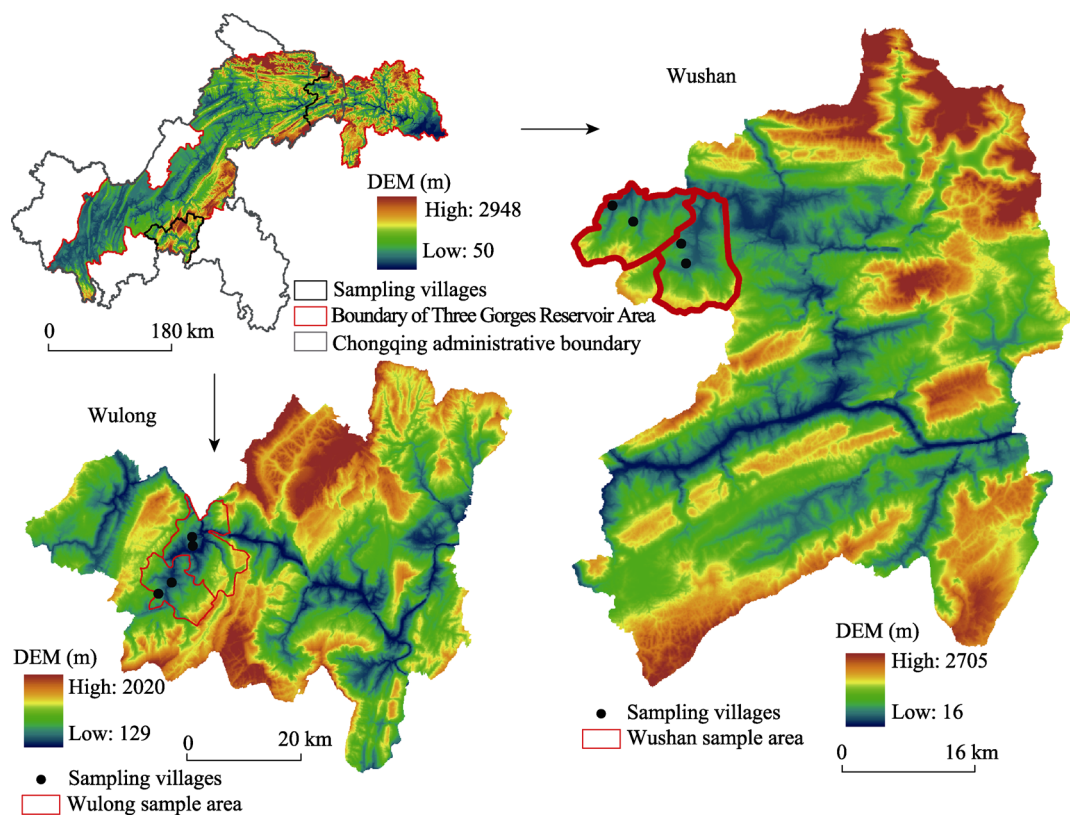 Wushan
DEM (m)
High: 2948
Low: 50
Sampling villages
Boundary of Three Gorges Reservoir Area
Chongqing administrative boundary
0 180 km
Wulong
DEM (m)
High: 2020
Low: 129
0 20 km
Sampling villages
Wulong sample area
DEM (m)
High: 2705
Low: 16
Sampling villages
Wushan sample area
0 16 km